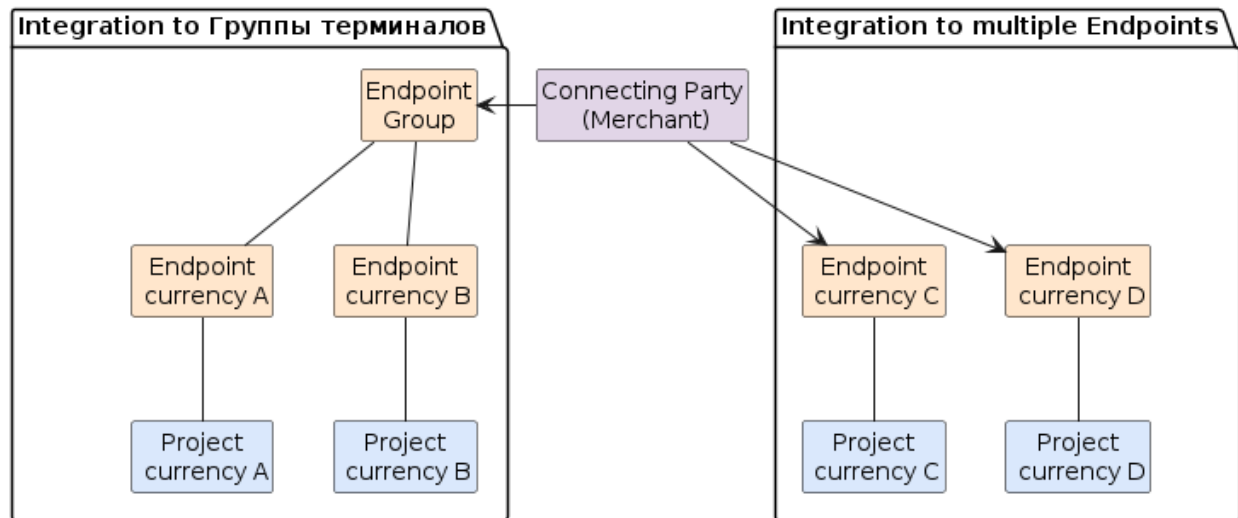 Integration to Группы терминалов
Integration to multiple Endpoints
Endpoint
Group
Connecting Party
(Merchant)
Endpoint
currency A
Endpoint
currency B
Endpoint
currency C
Endpoint
currency D
Project
currency A
Project
currency B
Project
currency C
Project
currency D